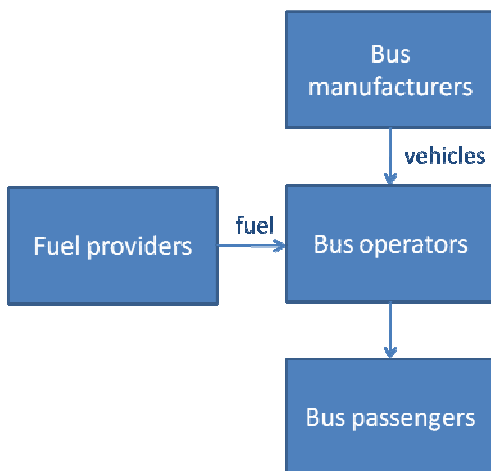 Bus
manufacturers
vehicles
fuel
Fuel providers
Bus operators
Bus passengers